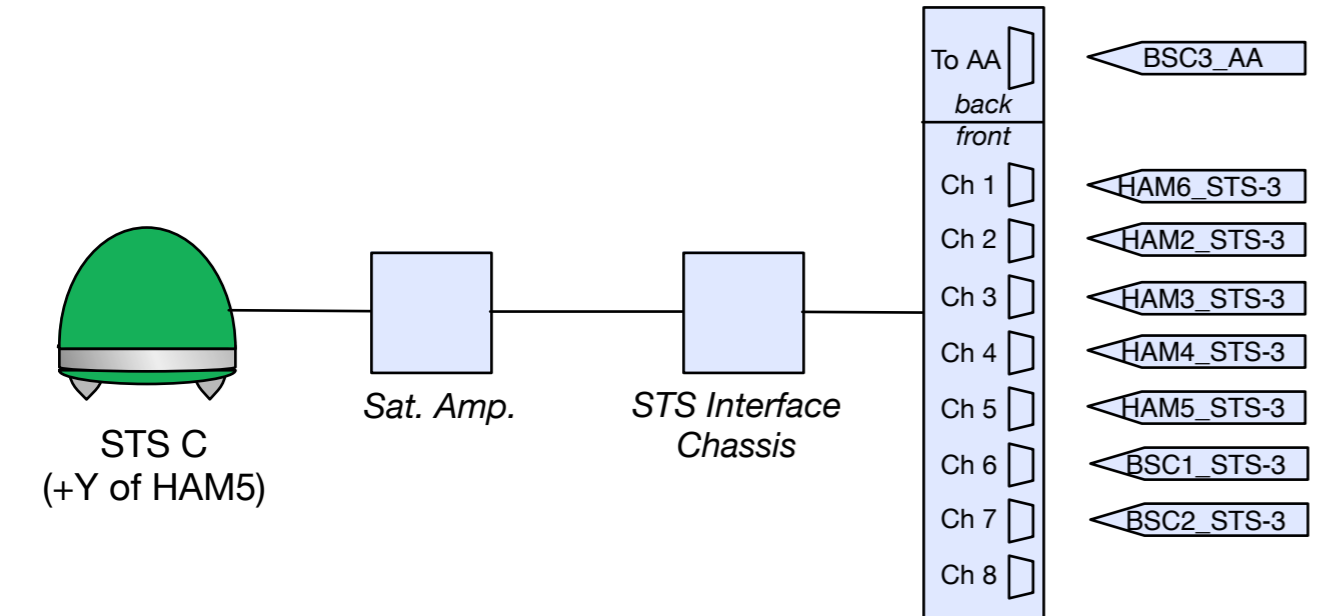 To AA
BSC3_AA
back
front
Ch 1
HAM6_STS-3
Ch 2
HAM2_STS-3
Ch 3
HAM3_STS-3
Ch 4
HAM4_STS-3
Ch 5
HAM5_STS-3
Ch 6
BSC1_STS-3
Ch 7
BSC2_STS-3
Ch 8
Sat. Amp.
STS Interface
Chassis
STS C
(+Y of HAM5)